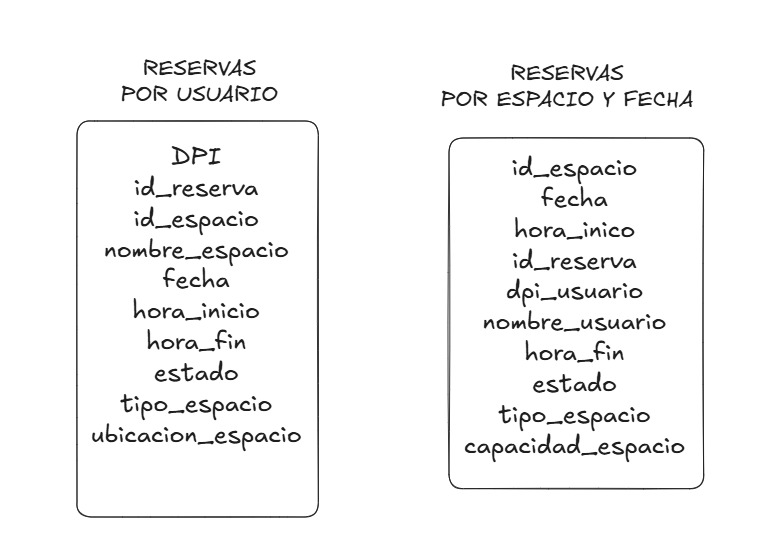 RESERVAS
POR USUARIO
DPI
id_reserva
id_espacio
nombre_espacio
fecha
hora_inicio
hora_fin
estado
tipo_espacio
ubicacion_espacio
RESERVAS
POR ESPACIO Y FECHA
id_espacio
fecha
hora_inico
id_reserva
dpi_usuario
nombre_usuario
hora_fin
estado
tipo_espacio
capacidad_espacio